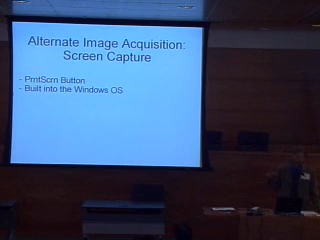 Alternate Image Acquisition:
Screen Capture
- PrntScrn Button
- Built into the Windows OS